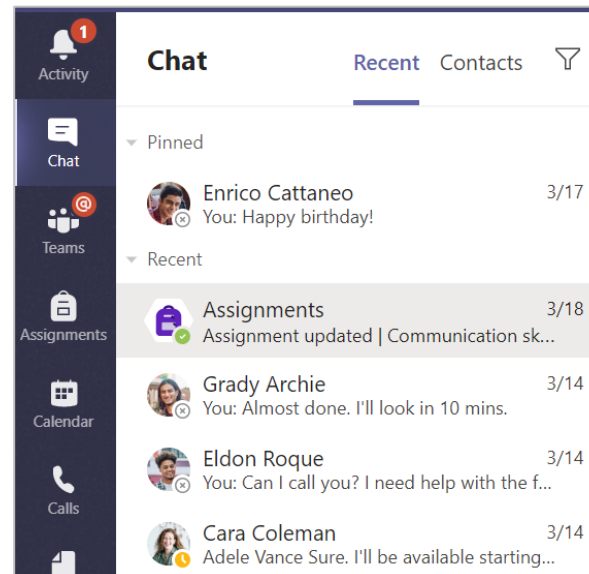 1
Activity
Chat
@
Teams
Assignments
Calendar
Calls
Chat Recent Contacts
Pinned
Enrico Cattaneo 3/17
You: Happy birthday!
Recent
Assignments 3/18
Assignment updated | Communication sk...
Grady Archie 3/14
You: Almost done. I'll look in 10 mins.
Eldon Roque 3/14
You: Can I call you? I need help with the f...
Cara Coleman 3/14
Adele Vance Sure. I'll be available starting...